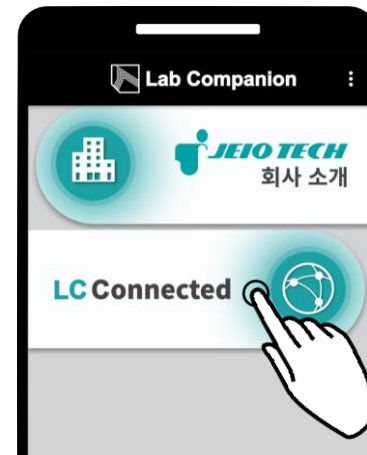 Lab Companion
JEIO TECH
회사 소개
LC Connected